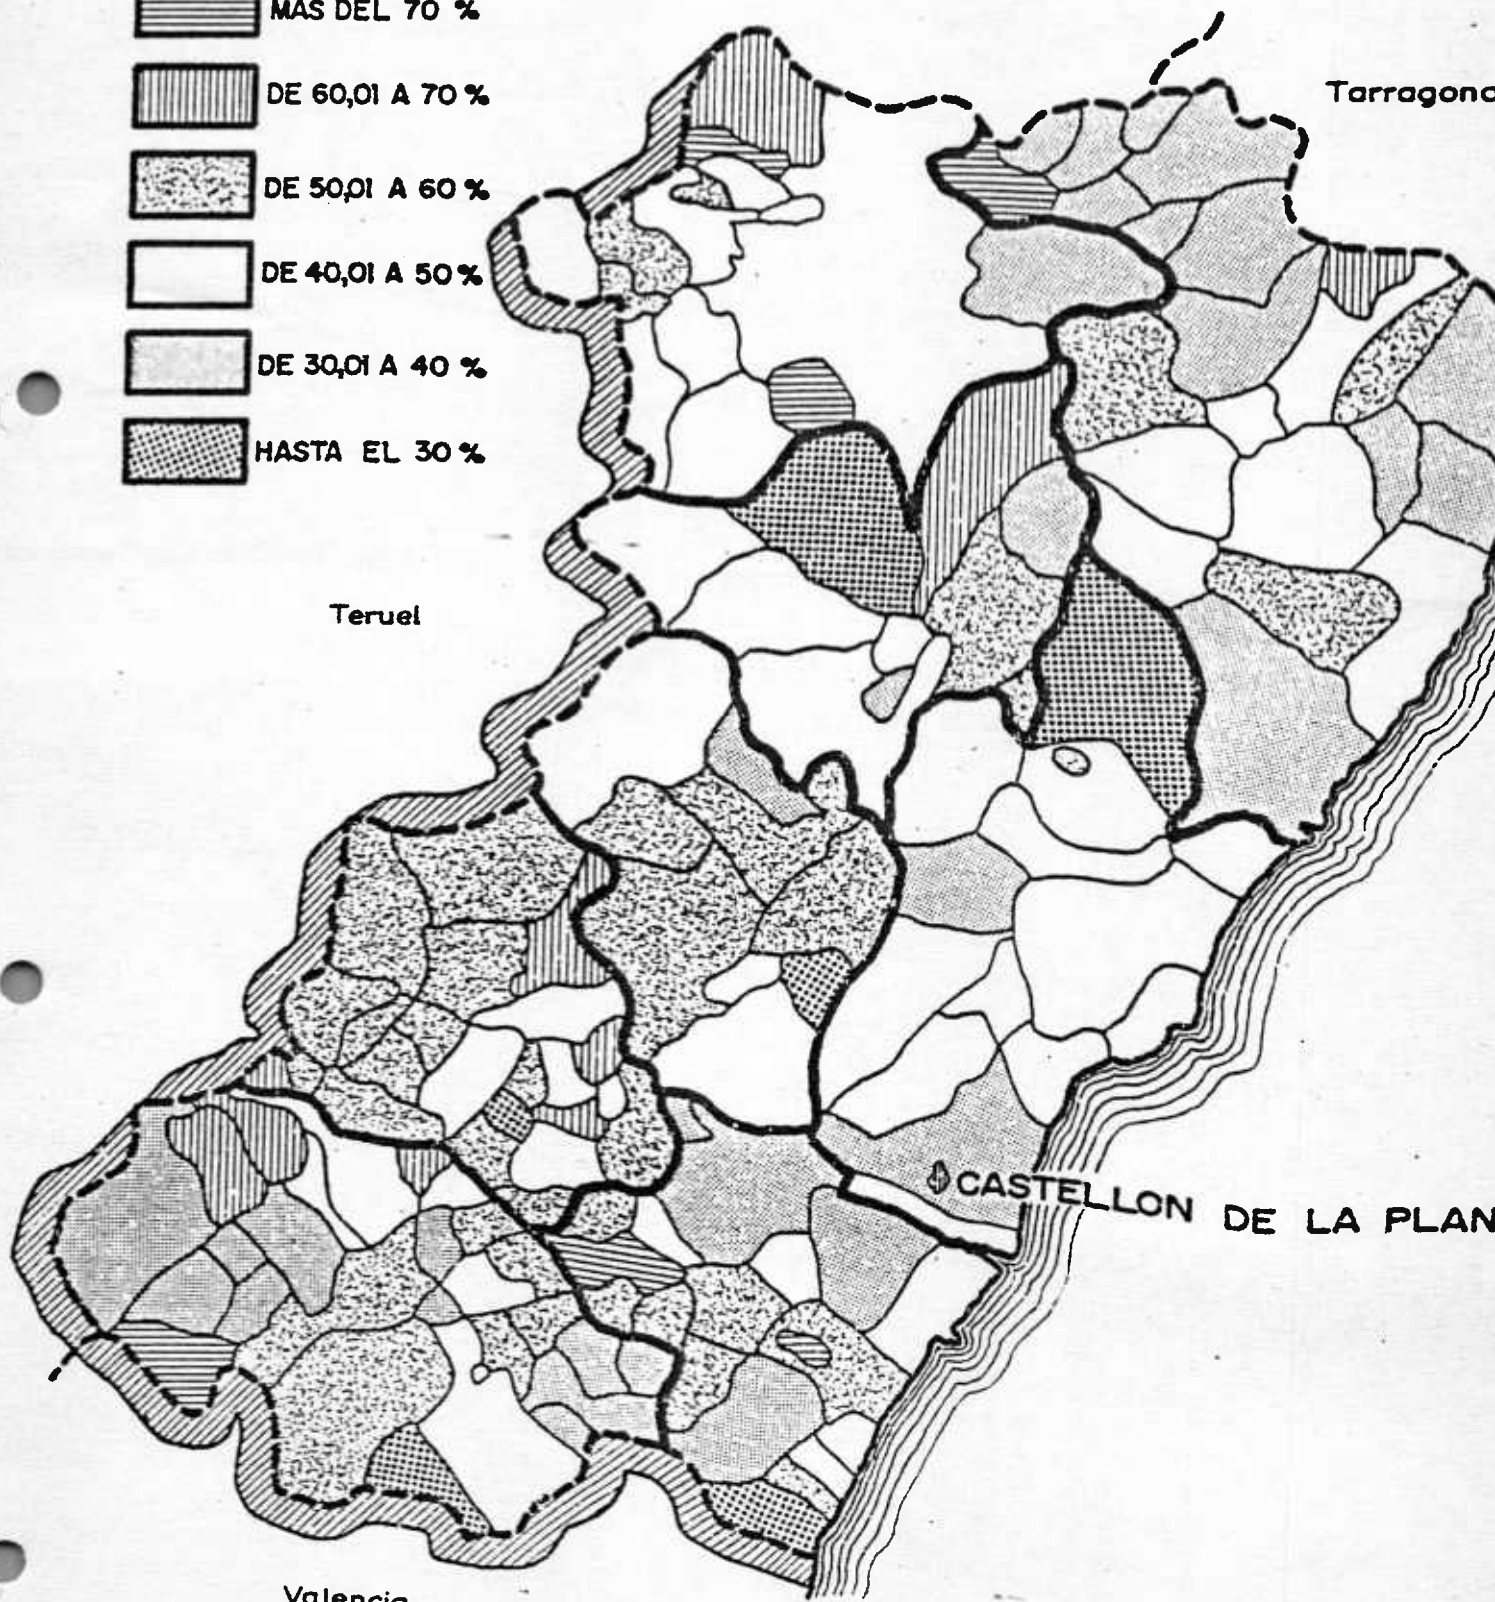 MAS DEL 70 %
DE 60,01 A 70 %
Tarragona
DE 50,01 A 60 %
DE 40,01 A 50 %
DE 30,01 A 40 %
HASTA EL 30 %
Teruel
CASTELLON DE LA PLAN
Valencia